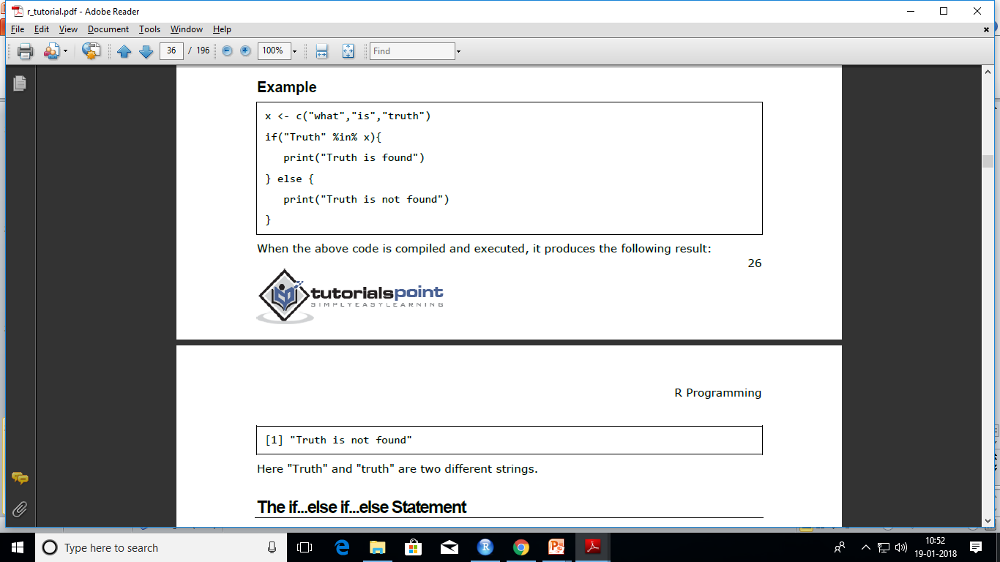 r_tutorial.pdf - Adobe Reader
File Edit View Document Tools Window Help
36 / 196 100% Find
Example
x <- c("what","is","truth")
if("Truth" %in% x){
print("Truth is found")
} else {
print("Truth is not found")
}
When the above code is compiled and executed, it produces the following result:
26
tutorialspoint
SIMPLYEASYLEARNING
R Programming
[1] "Truth is not found"
Here "Truth" and "truth" are two different strings.
The if...else if...else Statement
Type here to search
10:52
19-01-2018